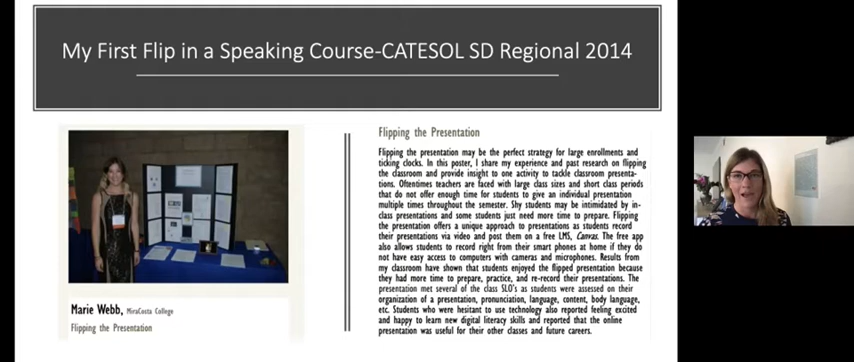 My First Flip in a Speaking Course-CATESOL SD Regional 2014
Marie Webb, MiraCosta College
Flipping the Presentation
Flipping the Presentation
Flipping the presentation may be the perfect strategy for large enrollments and
ticking clocks. In this poster, I share my experience and past research on flipping
the classroom and provide insight to one activity to tackle classroom presenta-
tions. Oftentimes teachers are faced with large class sizes and short class periods
that do not offer enough time for students to give an individual presentation
multiple times throughout the semester. Shy students may be intimidated by in-
class presentations and some students just need more time to prepare. Flipping
the presentation offers a unique approach to presentations as students record
their presentations via video and post them on a free LMS, Canvas. The free app
also allows students to record right from their smart phones at home if they do
not have easy access to computers with cameras and microphones. Results from
my classroom have shown that students enjoyed the flipped presentation because
they had more time to prepare, practice, and re-record their presentations. The
presentation met several of the class SLO's as students were assessed on their
organization of a presentation, pronunciation, language, content, body language,
etc. Students who were hesitant to use technology also reported feeling excited
and happy to learn new digital literacy skills and reported that the online
presentation was useful for their other classes and future careers.